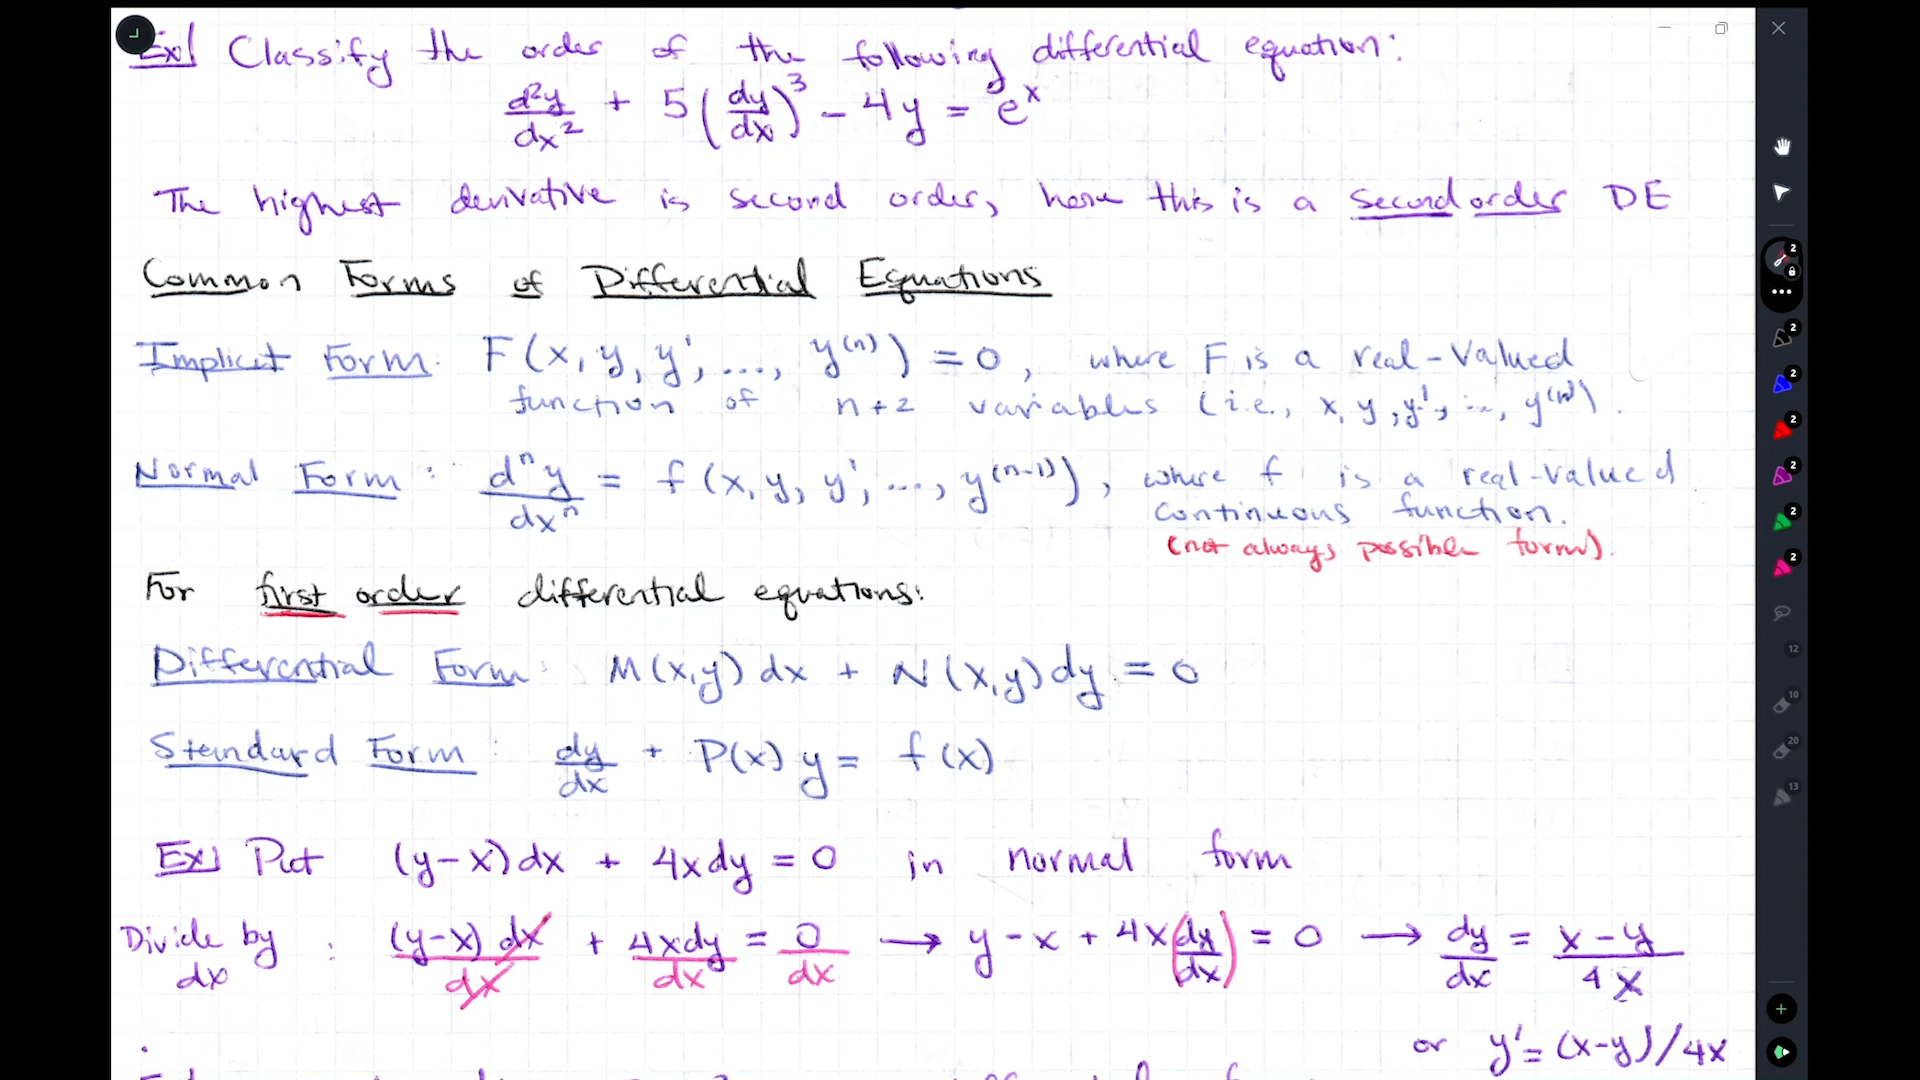 Ex] Classify the order of the following differential equation:
d²y/dx² + 5(dy/dx)³ - 4y = eˣ
The highest derivative is second order, hence this is a second order DE
Common Forms of Differential Equations
Implicit Form: F(x, y, y', ..., y⁽ⁿ⁾) = 0, where F is a real-valued
function of n+2 variables (i.e., x, y, y', ..., y⁽ⁿ⁾).
Normal Form: dⁿy/dxⁿ = f(x, y, y', ..., y⁽ⁿ⁻¹⁾), where f is a real-valued
continuous function.
(not always possible form).
For first order differential equations:
Differential Form: M(x,y)dx + N(x,y)dy = 0
Standard Form: dy/dx + P(x)y = f(x)
Ex] Put (y-x)dx + 4xdy = 0 in normal form
Divide by dx : (y-x)dx/dx + 4xdy/dx = 0/dx → y-x + 4x(dy/dx) = 0 → dy/dx = x-y/4x
or y' = (x-y)/4x